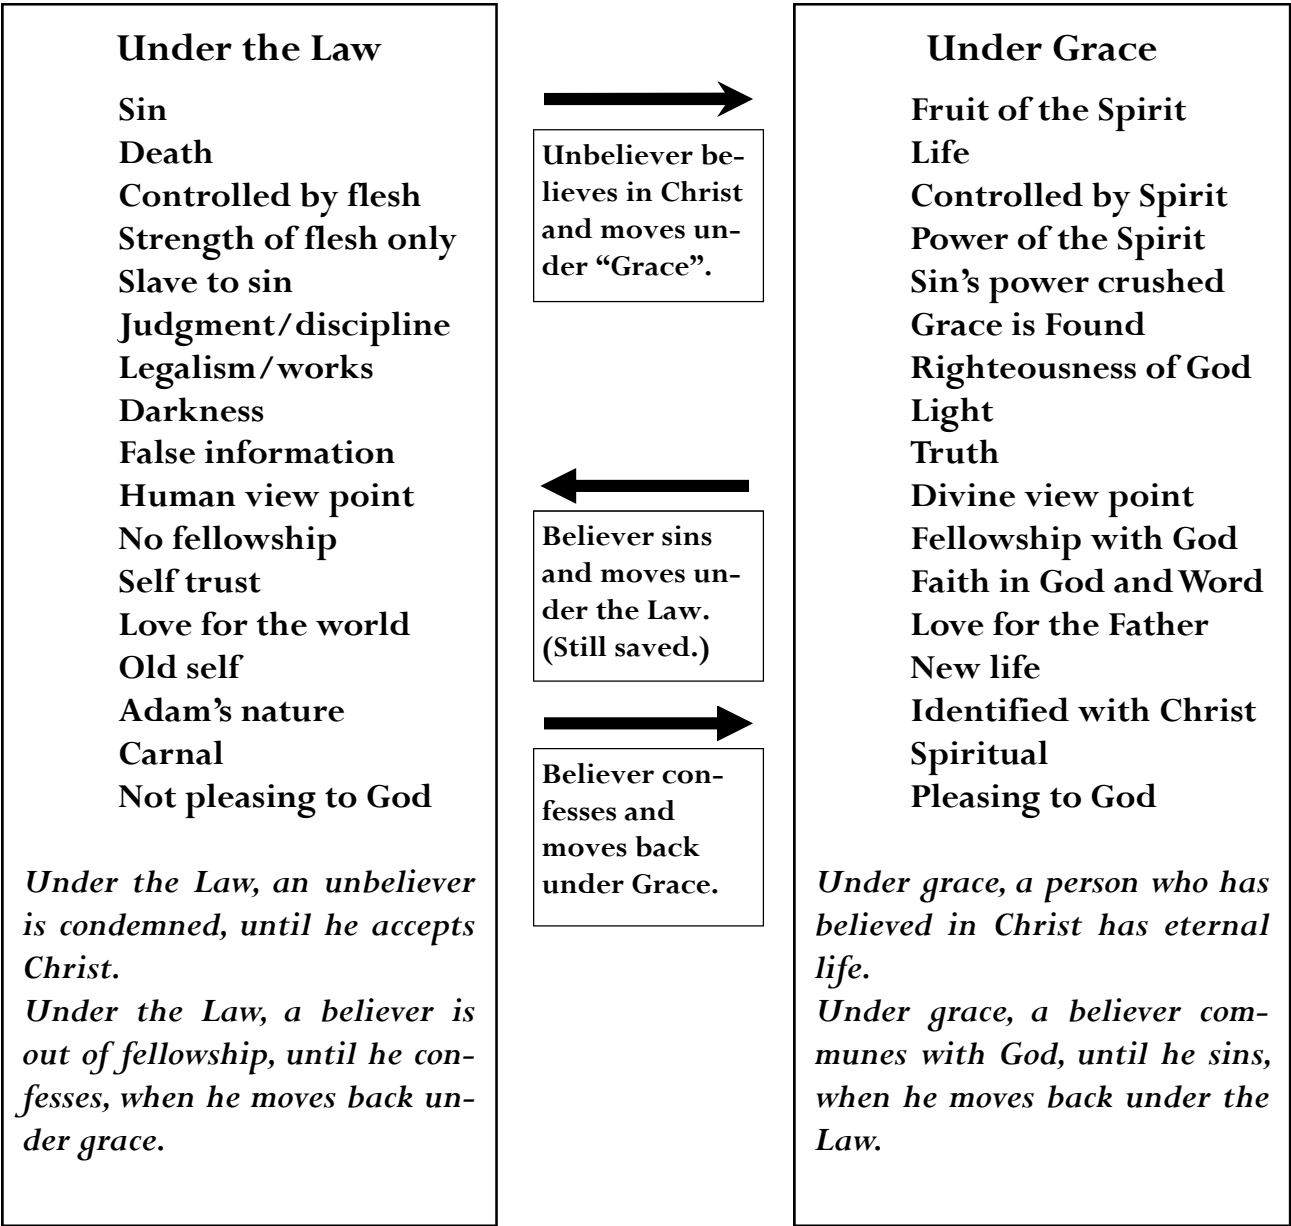 Under the Law
Sin
Death
Controlled by flesh
Strength of flesh only
Slave to sin
Judgment/discipline
Legalism/works
Darkness
False information
Human view point
No fellowship
Self trust
Love for the world
Old self
Adam’s nature
Carnal
Not pleasing to God
Under the Law, an unbeliever
is condemned, until he accepts
Christ.
Under the Law, a believer is
out of fellowship, until he con-
fesses, when he moves back un-
der grace.
Unbeliever be-
lieves in Christ
and moves un-
der “Grace”.
Believer sins
and moves un-
der the Law.
(Still saved.)
Believer con-
fesses and
moves back
under Grace.
Under Grace
Fruit of the Spirit
Life
Controlled by Spirit
Power of the Spirit
Sin’s power crushed
Grace is Found
Righteousness of God
Light
Truth
Divine view point
Fellowship with God
Faith in God and Word
Love for the Father
New life
Identified with Christ
Spiritual
Pleasing to God
Under grace, a person who has
believed in Christ has eternal
life.
Under grace, a believer com-
munes with God, until he sins,
when he moves back under the
Law.